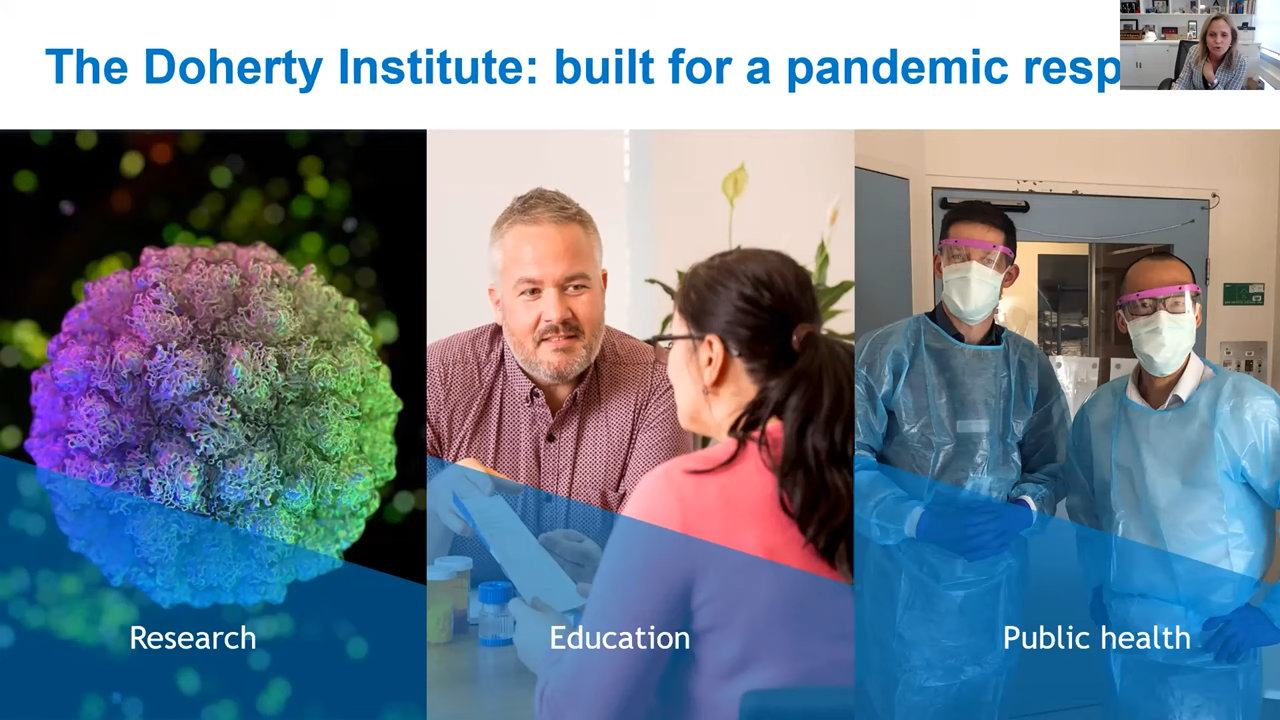 The Doherty Institute: built for a pandemic resp
Research
Education
Public health